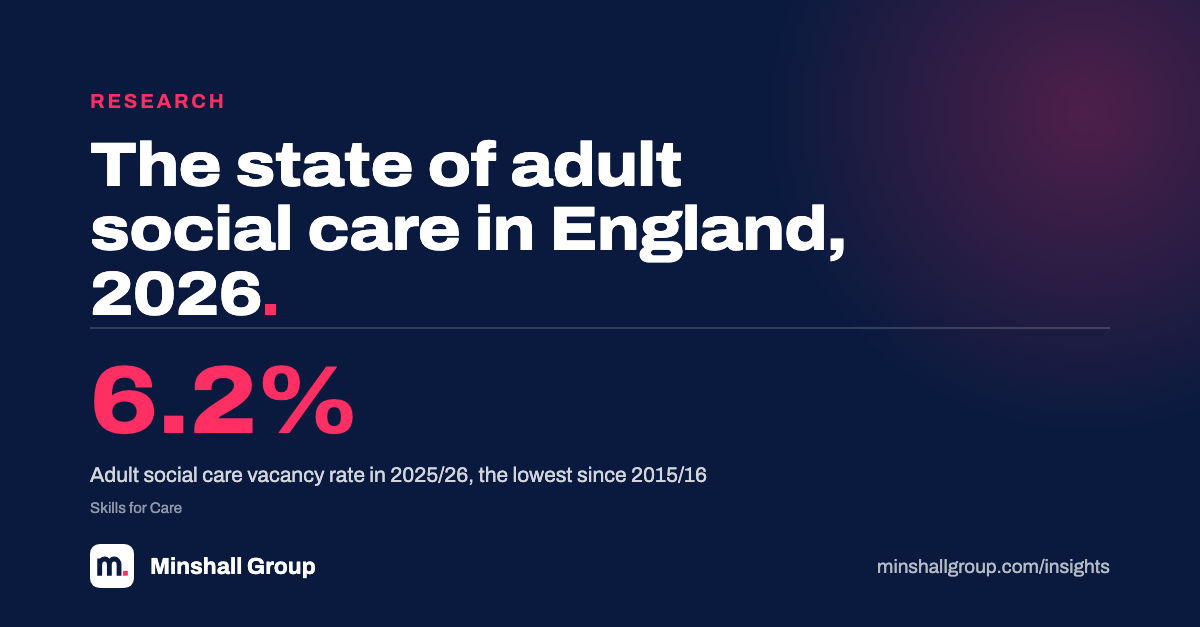 RESEARCH
The state of adult
social care in England,
2026.
6.2%
Adult social care vacancy rate in 2025/26, the lowest since 2015/16
Skills for Care
m. Minshall Group
minshallgroup.com/insights